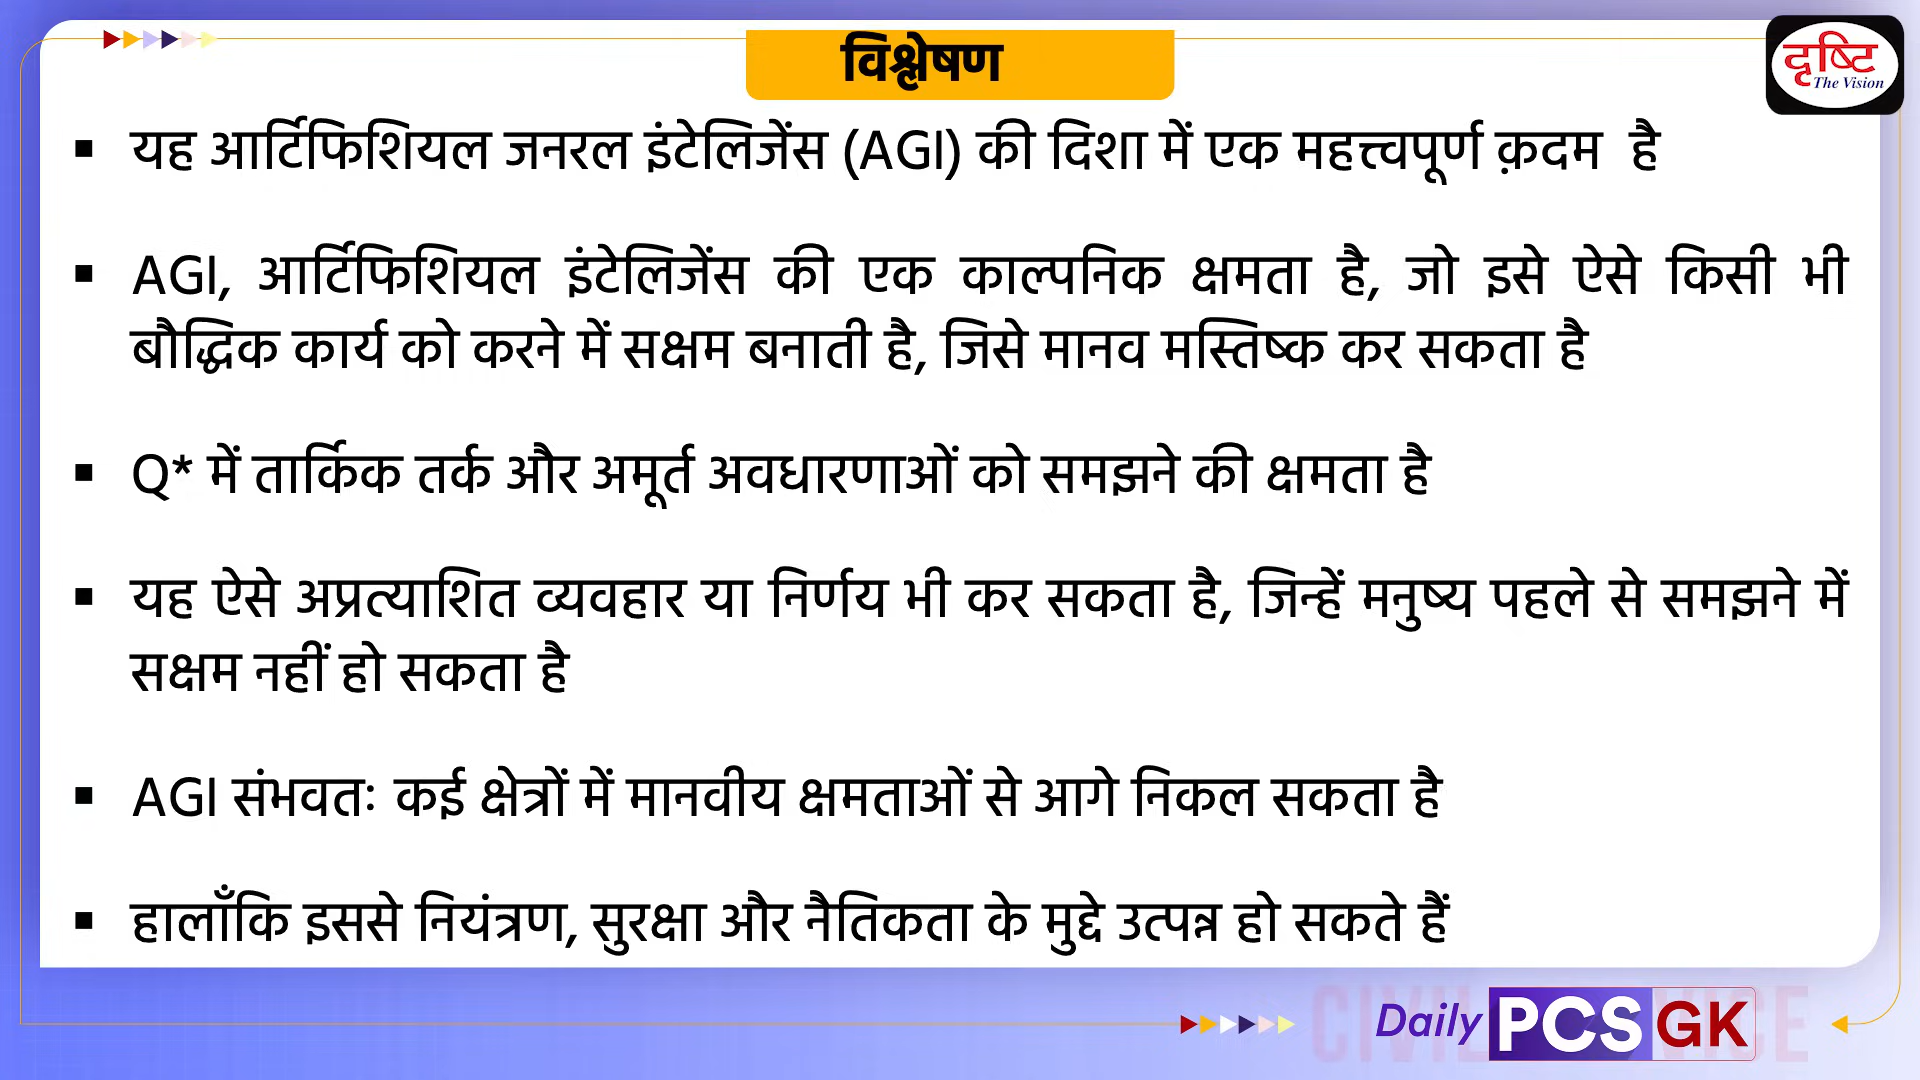 विश्लेषण
दृष्टि
The Vision
▪ यह आर्टिफिशियल जनरल इंटेलिजेंस (AGI) की दिशा में एक महत्त्वपूर्ण क़दम है
▪ AGI, आर्टिफिशियल इंटेलिजेंस की एक काल्पनिक क्षमता है, जो इसे ऐसे किसी भी
बौद्धिक कार्य को करने में सक्षम बनाती है, जिसे मानव मस्तिष्क कर सकता है
▪ Q* में तार्किक तर्क और अमूर्त अवधारणाओं को समझने की क्षमता है
▪ यह ऐसे अप्रत्याशित व्यवहार या निर्णय भी कर सकता है, जिन्हें मनुष्य पहले से समझने में
सक्षम नहीं हो सकता है
▪ AGI संभवतः कई क्षेत्रों में मानवीय क्षमताओं से आगे निकल सकता है
▪ हालाँकि इससे नियंत्रण, सुरक्षा और नैतिकता के मुद्दे उत्पन्न हो सकते हैं
Daily PCS GK